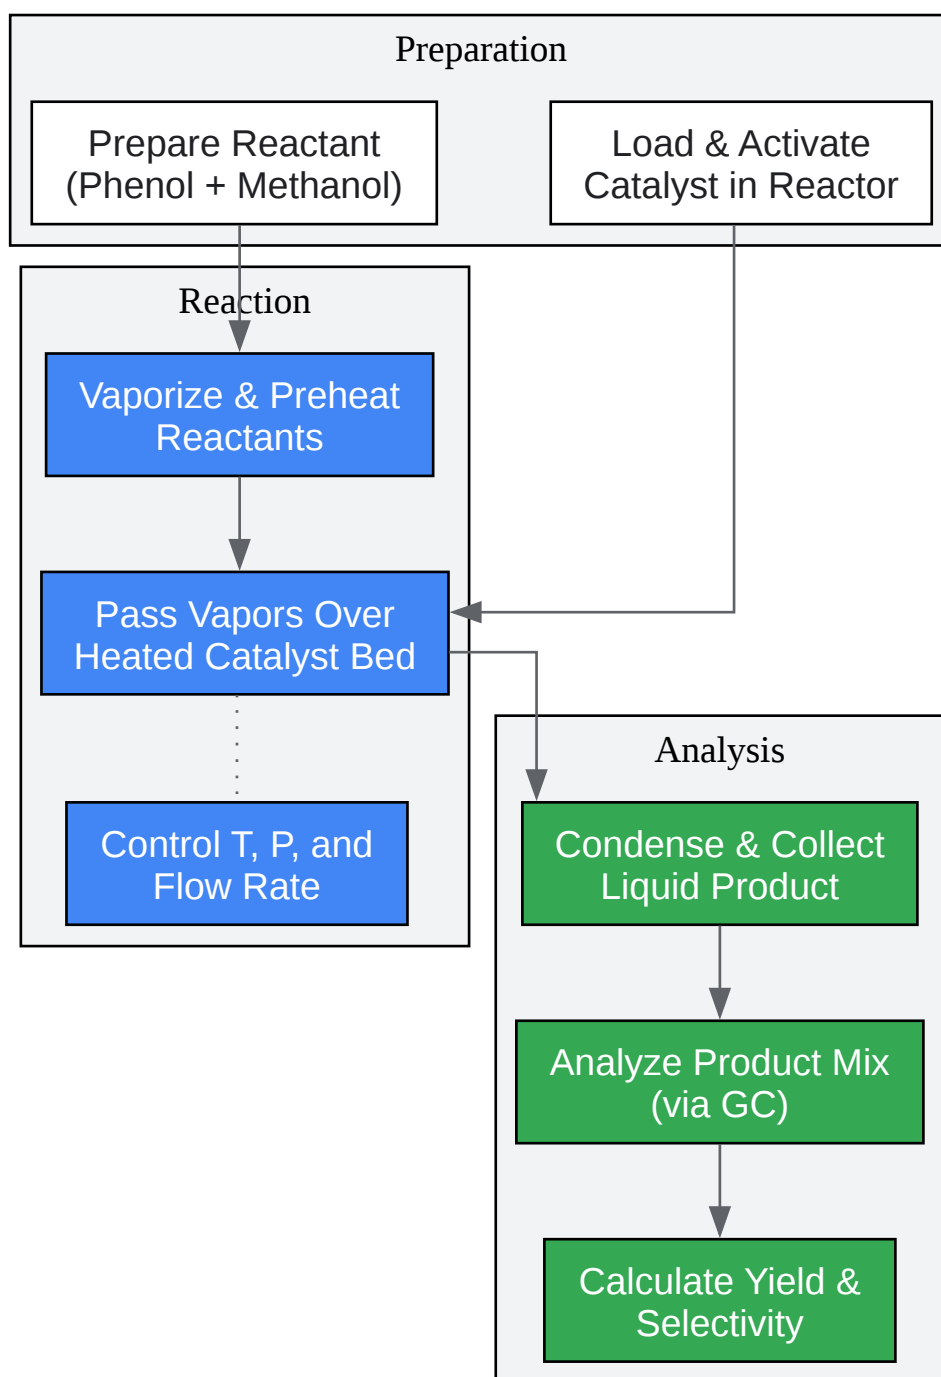 Preparation
Prepare Reactant
(Phenol + Methanol)
Load & Activate
Catalyst in Reactor
Reaction
Vaporize & Preheat
Reactants
Pass Vapors Over
Heated Catalyst Bed
Control T, P, and
Flow Rate
Analysis
Condense & Collect
Liquid Product
Analyze Product Mix
(via GC)
Calculate Yield &
Selectivity